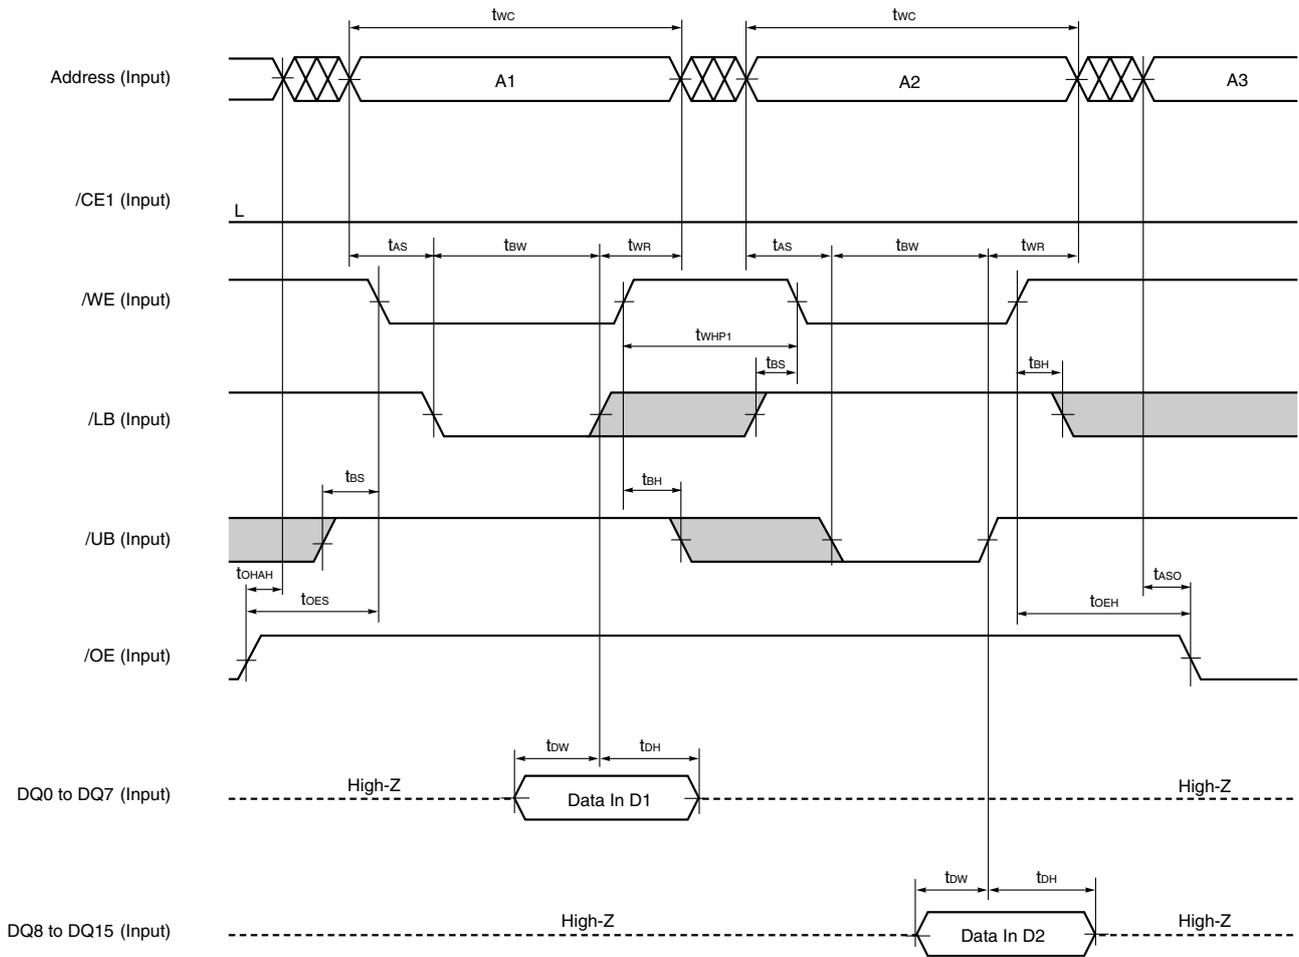 tWC tWC
Address (Input) A1 A2 A3
/CE1 (Input) L
tAS tBW tWR tAS tBW tWR
/WE (Input)
tWHP1
tBS tBH
/LB (Input)
tBS tBH
/UB (Input)
tOHAH tASO
tOES tOEH
/OE (Input)
tDW tDH
DQ0 to DQ7 (Input) High-Z Data In D1 High-Z
tDW tDH
DQ8 to DQ15 (Input) High-Z Data In D2 High-Z